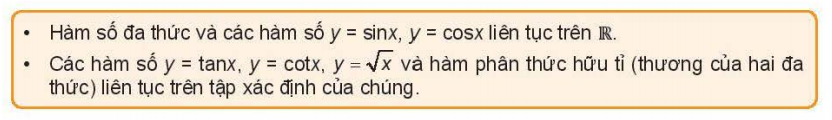 • Hàm số đa thức và các hàm số y = sinx, y = cosx liên tục trên ℝ.
• Các hàm số y = tanx, y = cotx, y = √x và hàm phân thức hữu tỉ (thương của hai đa
thức) liên tục trên tập xác định của chúng.